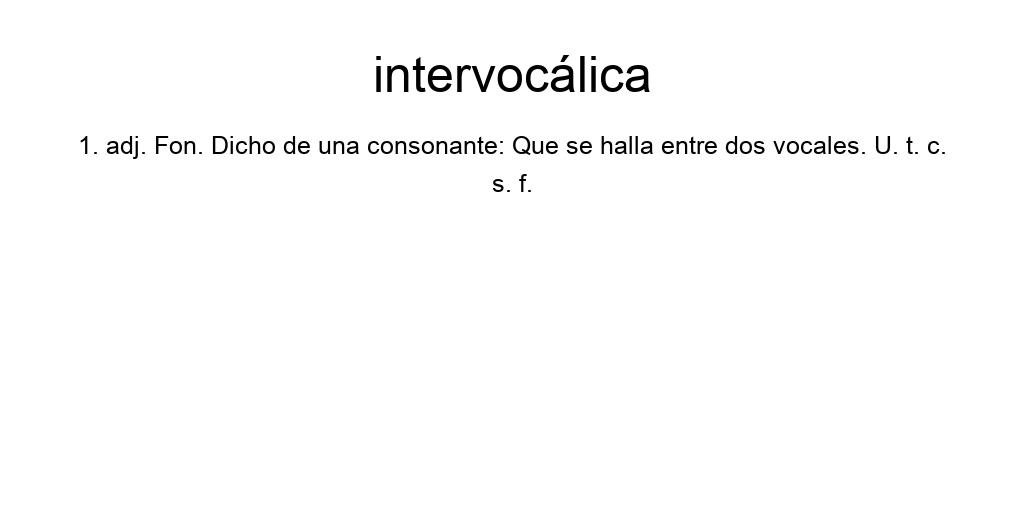 intervocálica
1. adj. Fon. Dicho de una consonante: Que se halla entre dos vocales. U. t. c.
s. f.